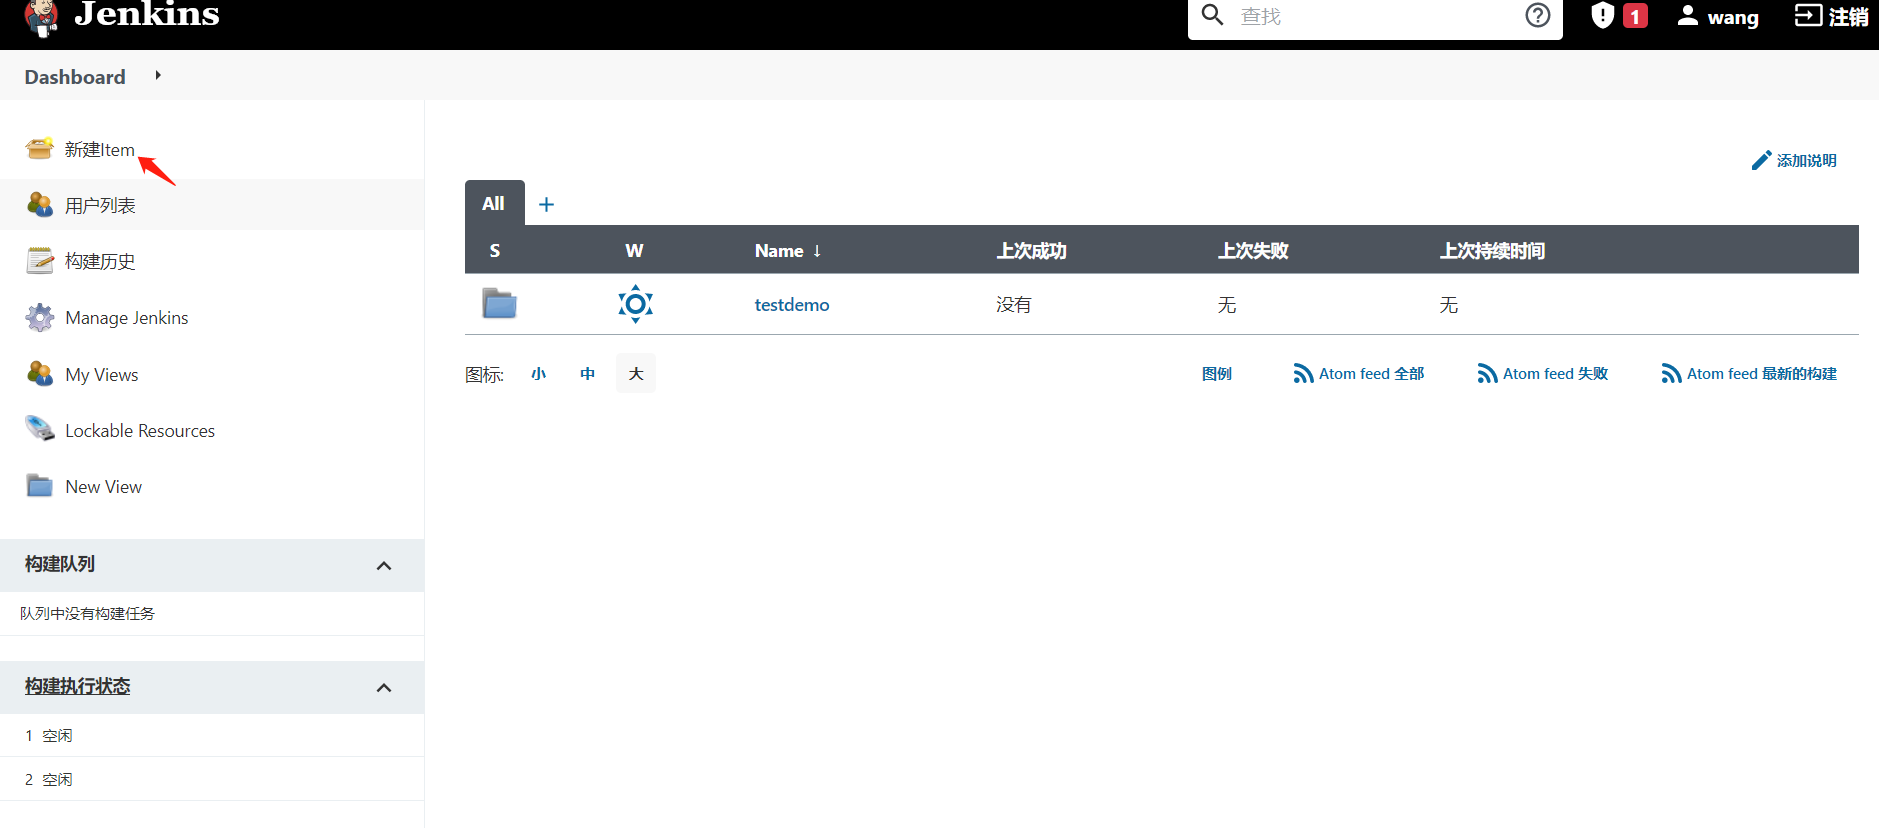 Jenkins
查找
1
wang
注销
Dashboard
新建Item
用户列表
构建历史
Manage Jenkins
My Views
Lockable Resources
New View
构建队列
队列中没有构建任务
构建执行状态
1 空闲
2 空闲
添加说明
All +
S W Name ↓ 上次成功 上次失败 上次持续时间
testdemo 没有 无 无
图标: 小 中 大
图例 Atom feed 全部 Atom feed 失败 Atom feed 最新的构建